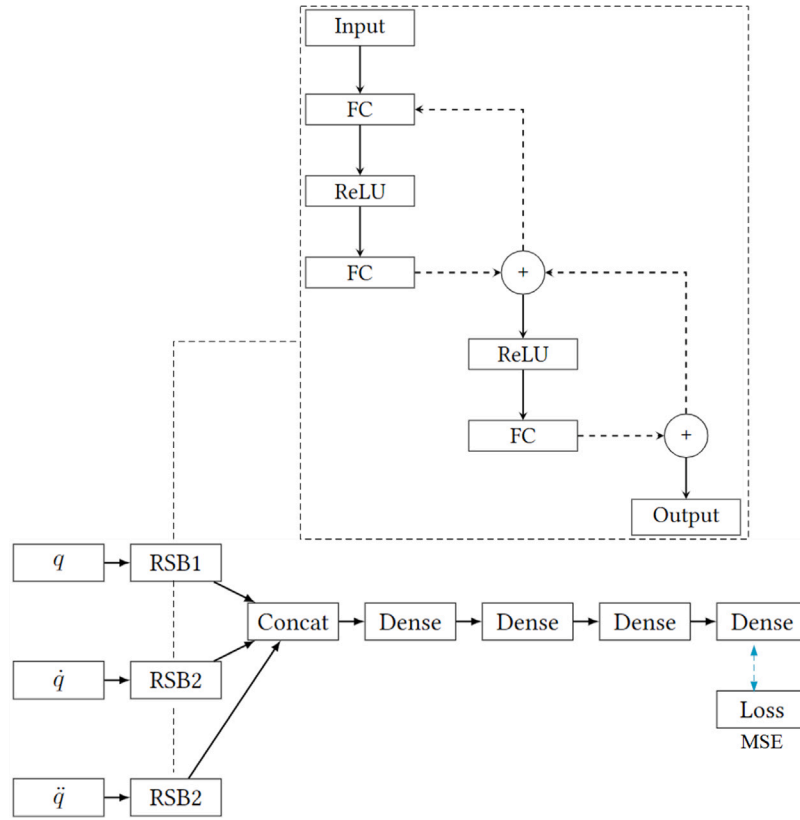 Input
FC
ReLU
FC
+
ReLU
FC
+
Output
q
RSB1
Concat
Dense
Dense
Dense
Dense
q̇
RSB2
Loss
MSE
q̈
RSB2